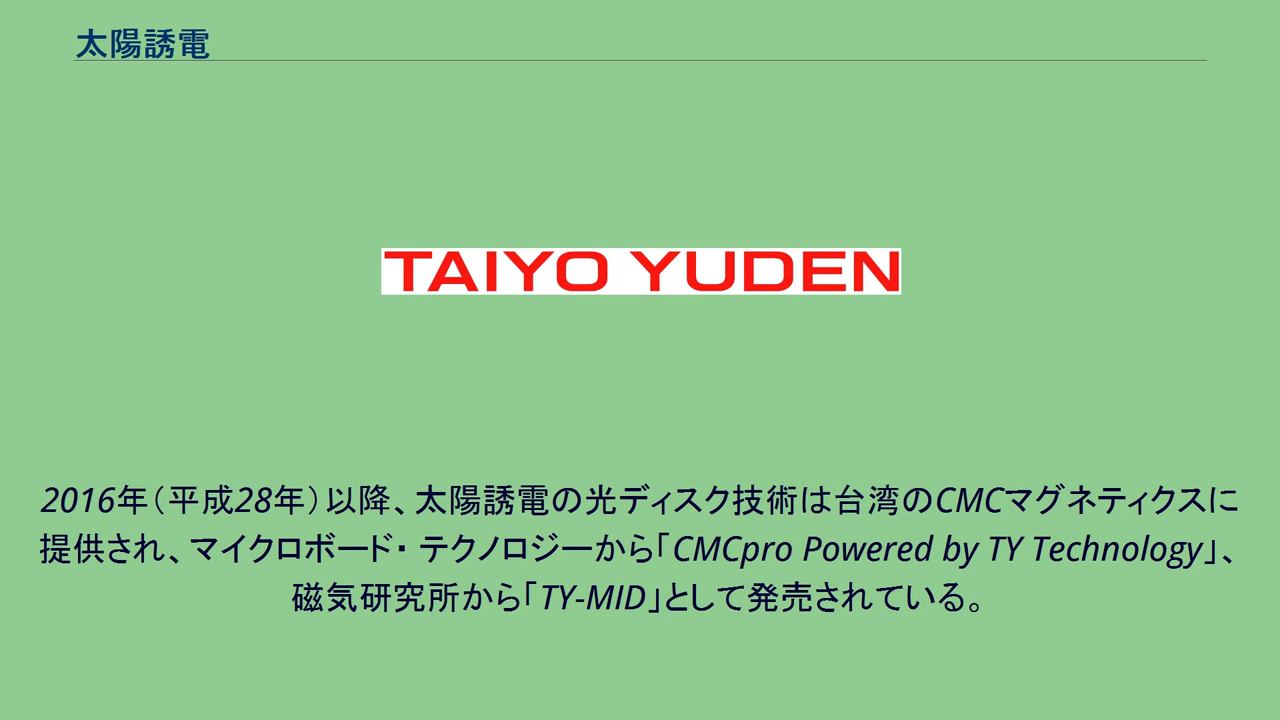 太陽誘電
TAIYO YUDEN
2016年（平成28年）以降、太陽誘電の光ディスク技術は台湾のCMCマグネティクスに
提供され、マイクロボード・ テクノロジーから「CMCpro Powered by TY Technology」、
磁気研究所から「TY-MID」として発売されている。